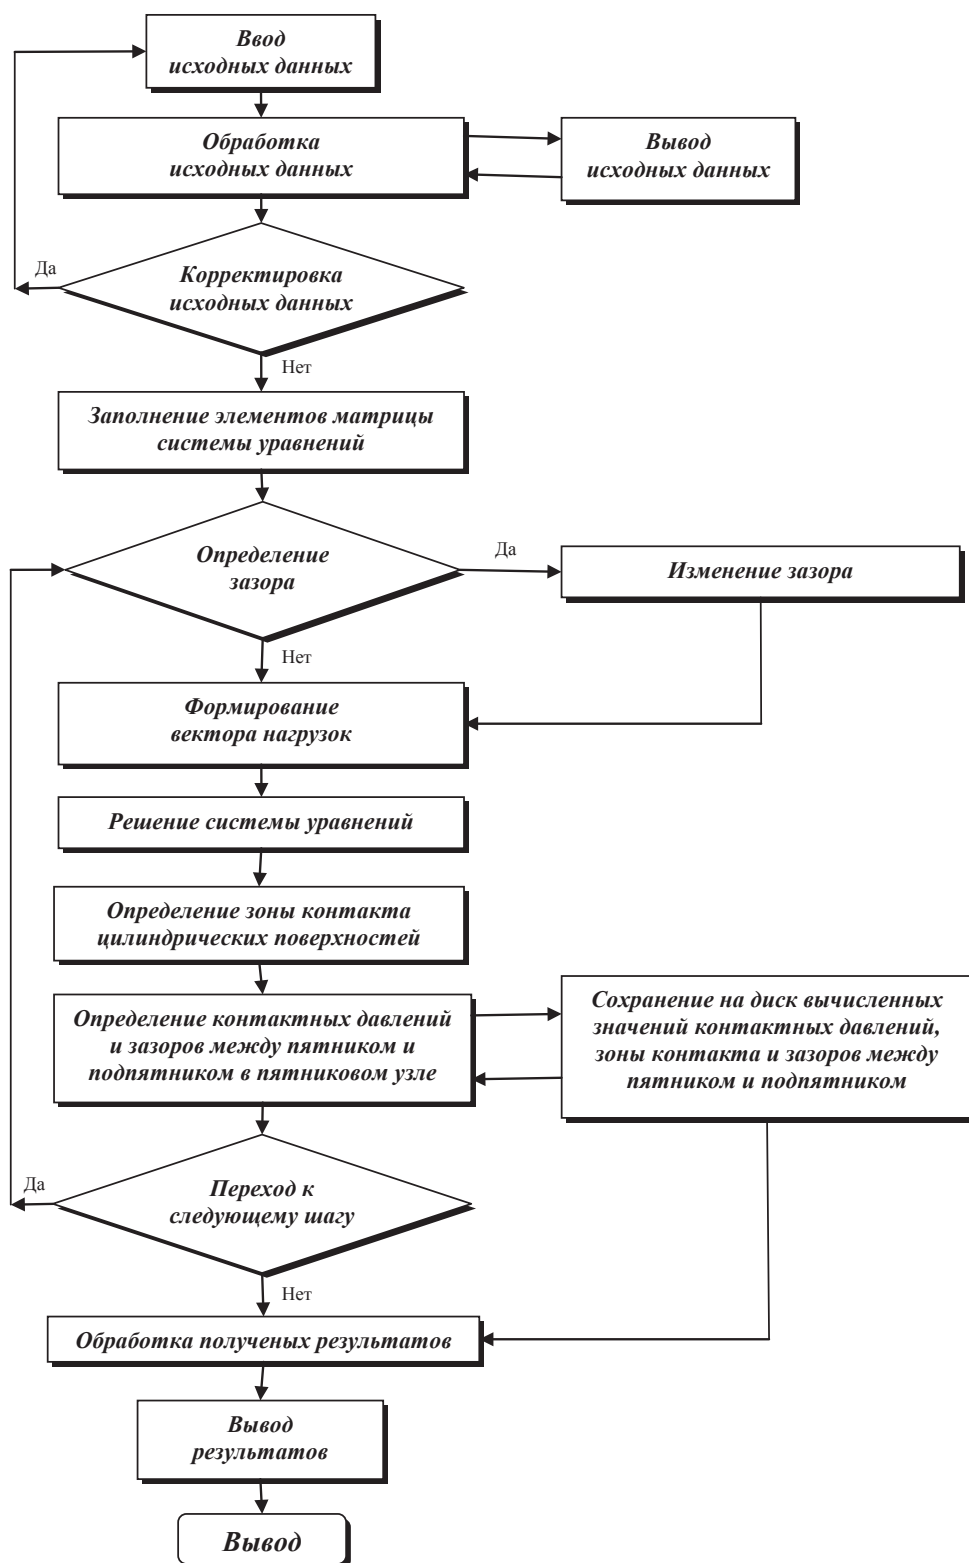 Ввод
исходных данных
Обработка
исходных данных
Вывод
исходных данных
Да
Корректировка
исходных данных
Нет
Заполнение элементов матрицы
системы уравнений
Определение
зазора
Да
Изменение зазора
Нет
Формирование
вектора нагрузок
Решение системы уравнений
Определение зоны контакта
цилиндрических поверхностей
Определение контактных давлений
и зазоров между пятником и
подпятником в пятниковом узле
Сохранение на диск вычисленных
значений контактных давлений,
зоны контакта и зазоров между
пятником и подпятником
Да
Переход к
следующему шагу
Нет
Обработка полученых результатов
Вывод
результатов
Вывод